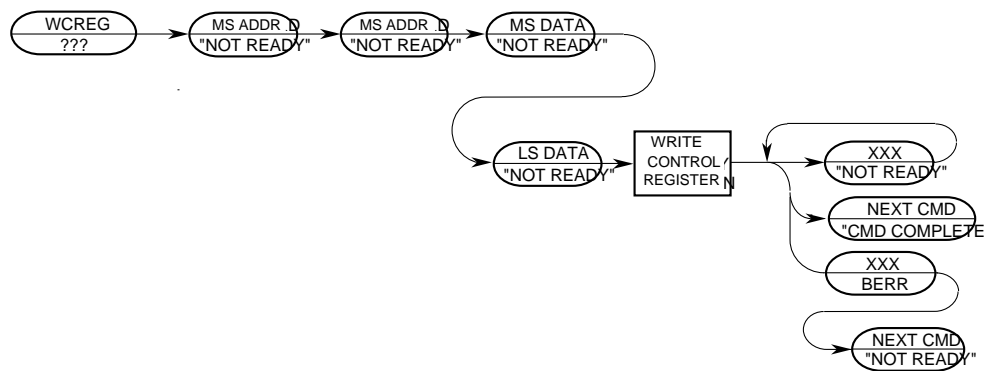 WCREG
???
MS ADDR .D
"NOT READY"
MS ADDR .D
"NOT READY"
MS DATA
"NOT READY"
LS DATA
"NOT READY"
WRITE
CONTROL
REGISTER
N
XXX
"NOT READY"
NEXT CMD
"CMD COMPLETE
XXX
BERR
NEXT CMD
"NOT READY"